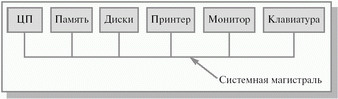 ЦП Память Диски Принтер Монитор Клавиатура
Системная магистраль